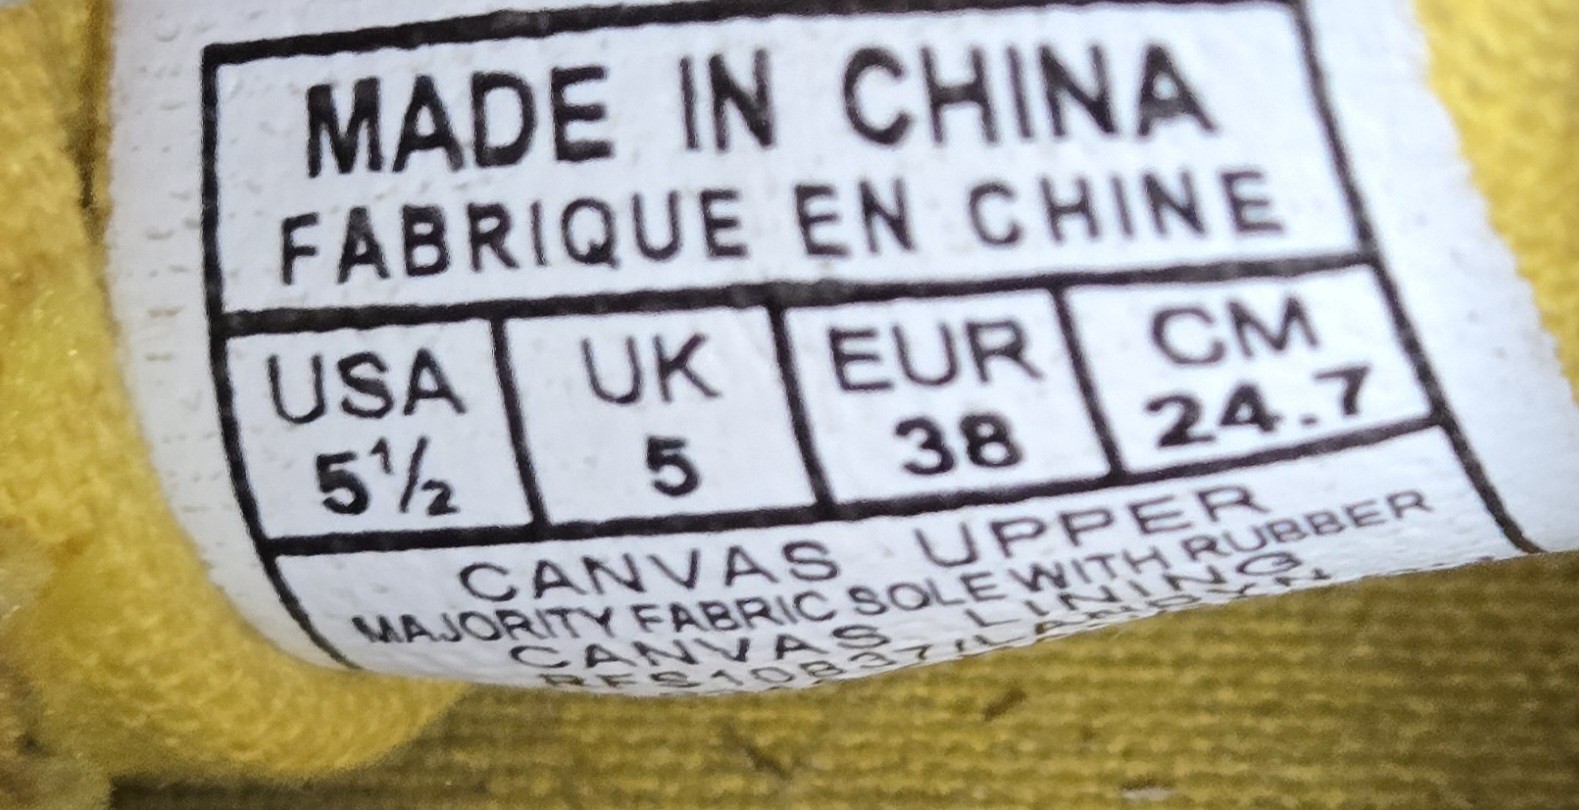 MADE IN CHINA
FABRIQUE EN CHINE
USA UK EUR CM
5½ 5 38 24.7
CANVAS UPPER
MAJORITY FABRIC SOLE WITH RUBBER
CANVAS LINING